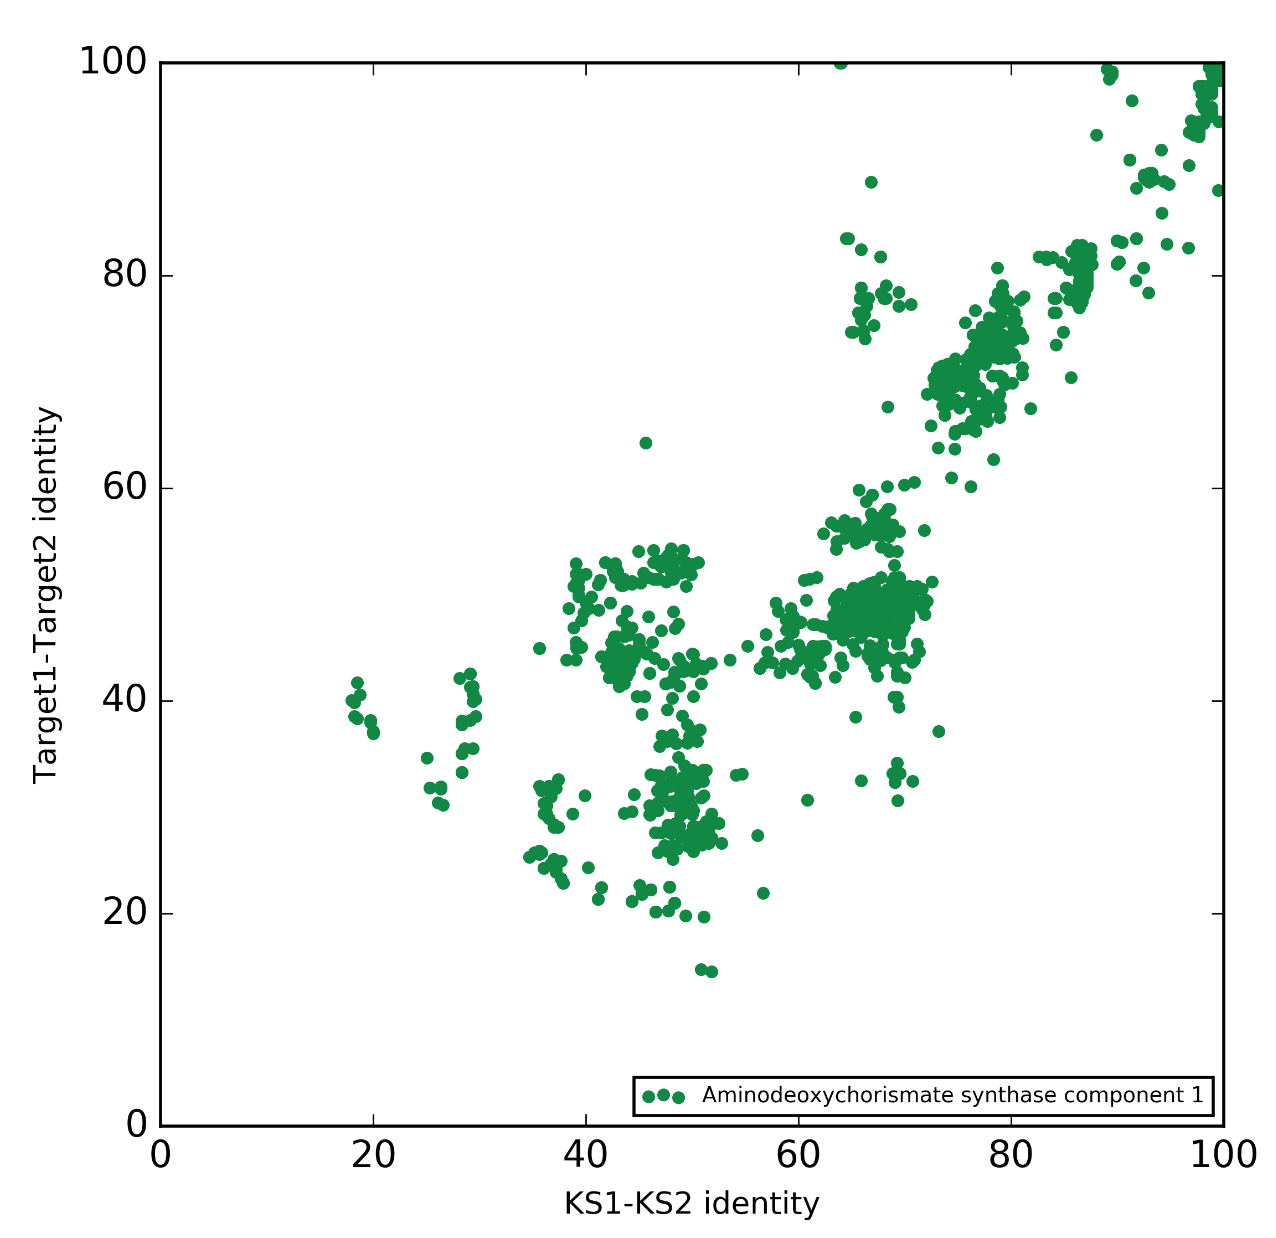 100
80
60
40
20
0
Target1-Target2 identity
Aminodeoxychorismate synthase component 1
0 20 40 60 80 100
KS1-KS2 identity